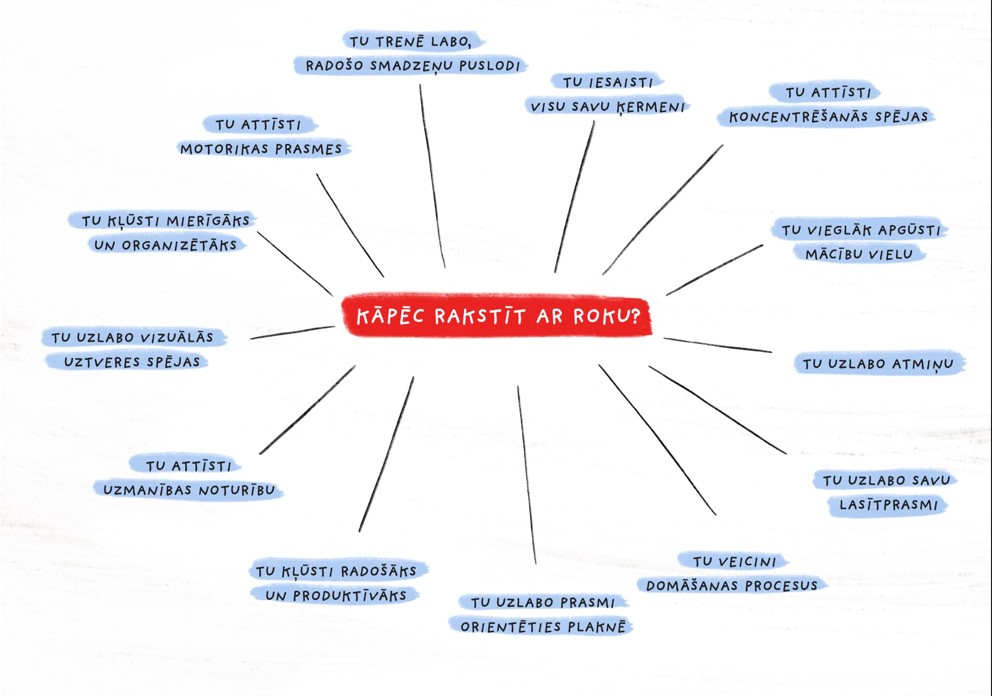 TU TRENĒ LABO,
RADOŠO SMADZEŅU PUSLODI
TU IESAISTI
VISU SAVU ĶERMENI
TU ATTĪSTI
KONCENTRĒŠANĀS SPĒJAS
TU ATTĪSTI
MOTORIKAS PRASMES
TU KĻŪSTI MIERĪGĀKS
UN ORGANIZĒTĀKS
TU VIEGLĀK APGŪSTI
MĀCĪBU VIELU
KĀPĒC RAKSTĪT AR ROKU?
TU UZLABO VIZUĀLĀS
UZTVERES SPĒJAS
TU UZLABO ATMIŅU
TU ATTĪSTI
UZMANĪBAS NOTURĪBU
TU UZLABO SAVU
LASĪTPRASMI
TU KĻŪSTI RADOŠĀKS
UN PRODUKTĪVĀKS
TU VEICINI
DOMĀŠANAS PROCESUS
TU UZLABO PRASMI
ORIENTĒTIES PLAKNĒ